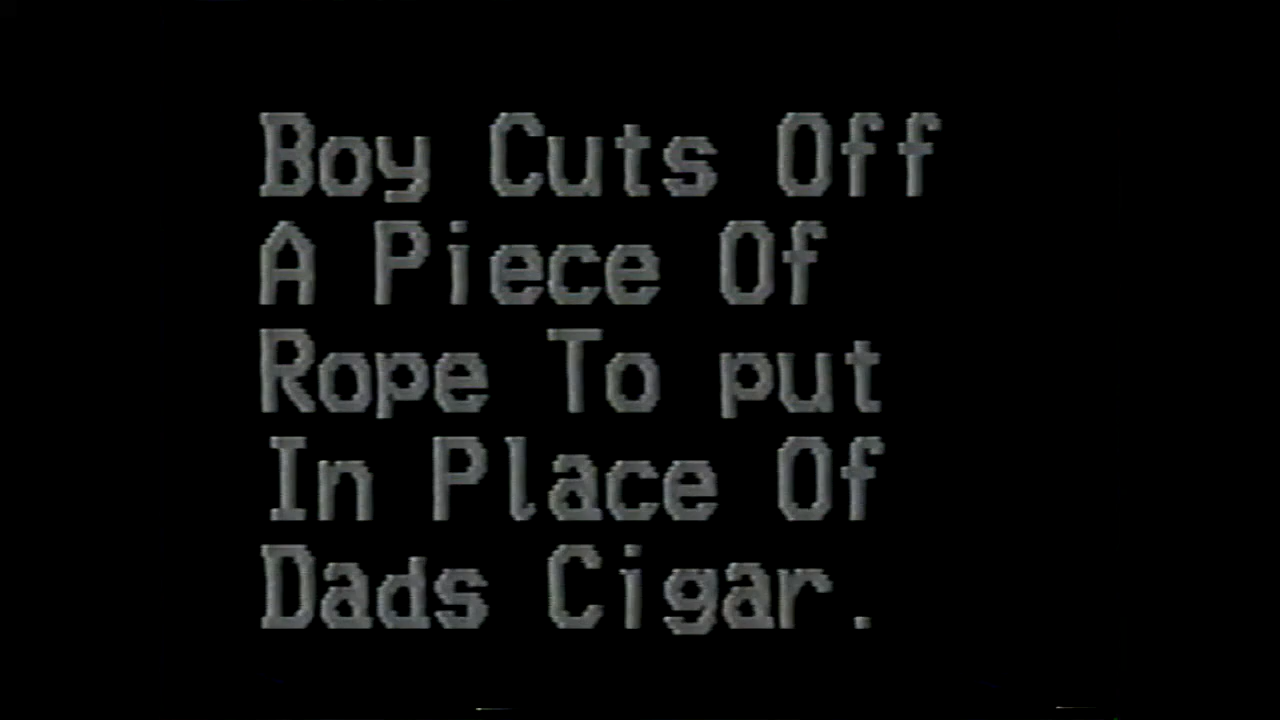 Boy Cuts Off
A Piece Of
Rope To put
In Place Of
Dads Cigar.